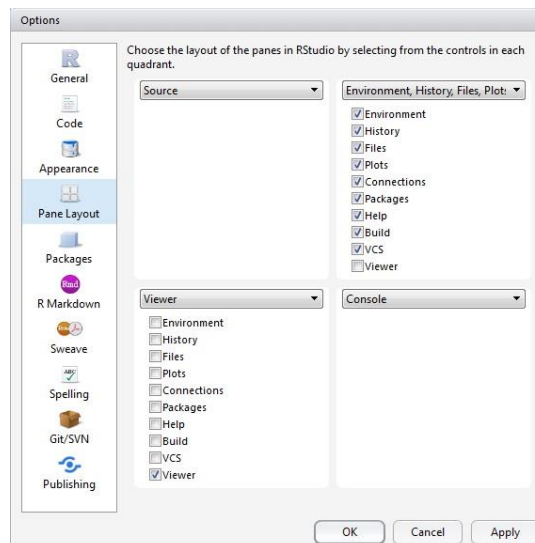 Options
General
Code
Appearance
Pane Layout
Packages
Rmd
R Markdown
Sweave
ABC
Spelling
Git/SVN
Publishing
Choose the layout of the panes in RStudio by selecting from the controls in each
quadrant.
Source
Environment, History, Files, Plots
Environment
History
Files
Plots
Connections
Packages
Help
Build
VCS
Viewer
Viewer
Environment
History
Files
Plots
Connections
Packages
Help
Build
VCS
Viewer
Console
OK
Cancel
Apply